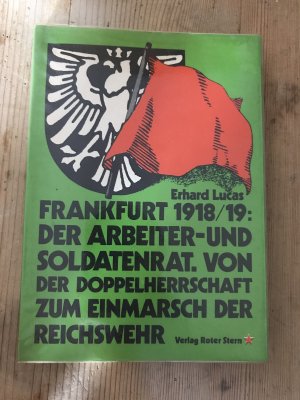 Erhard Lucas
FRANKFURT 1918/19:
DER ARBEITER-UND
SOLDATENRAT. VON
DER DOPPELHERRSCHAFT
ZUM EINMARSCH DER
REICHSWEHR Verlag Roter Stern